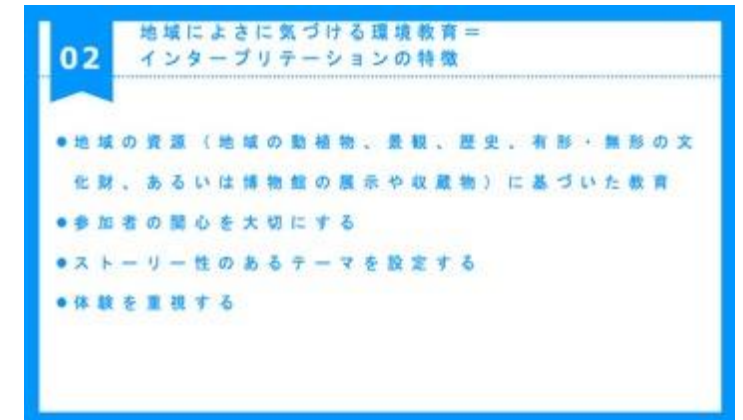 02
地域によさに気づける環境教育＝
インタープリテーションの特徴
●地域の資源（地域の動植物、景観、歴史、有形・無形の文
化財、あるいは博物館の展示や収蔵物）に基づいた教育
●参加者の関心を大切にする
●ストーリー性のあるテーマを設定する
●体験を重視する